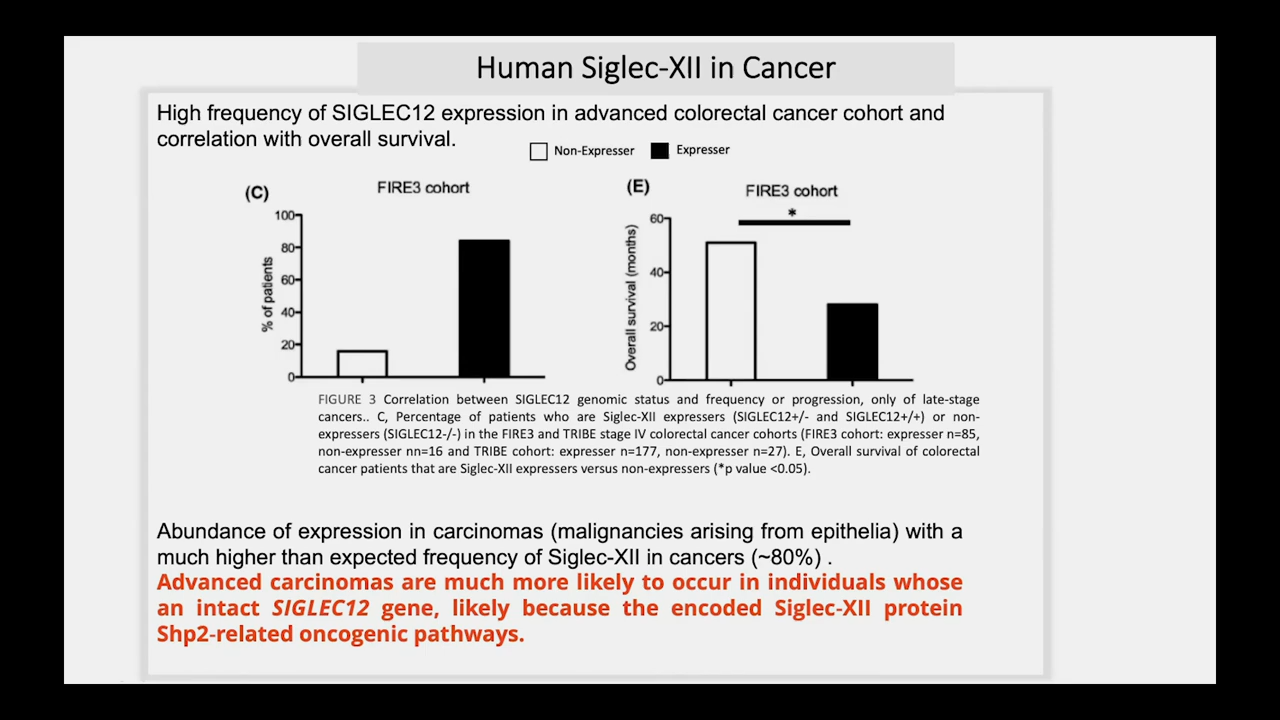 Human Siglec-XII in Cancer
High frequency of SIGLEC12 expression in advanced colorectal cancer cohort and
correlation with overall survival.
Non-Expresser
Expresser
(C)
FIRE3 cohort
% of patients
100
80
60
40
20
0
(E)
FIRE3 cohort
*
Overall survival (months)
60
40
20
0
FIGURE 3 Correlation between SIGLEC12 genomic status and frequency or progression, only of late-stage
cancers.. C, Percentage of patients who are Siglec-XII expressers (SIGLEC12+/- and SIGLEC12+/+) or non-
expressers (SIGLEC12-/-) in the FIRE3 and TRIBE stage IV colorectal cancer cohorts (FIRE3 cohort: expresser n=85,
non-expresser nn=16 and TRIBE cohort: expresser n=177, non-expresser n=27). E, Overall survival of colorectal
cancer patients that are Siglec-XII expressers versus non-expressers (*p value <0.05).
Abundance of expression in carcinomas (malignancies arising from epithelia) with a
much higher than expected frequency of Siglec-XII in cancers (~80%) .
Advanced carcinomas are much more likely to occur in individuals whose
an intact SIGLEC12 gene, likely because the encoded Siglec-XII protein
Shp2-related oncogenic pathways.